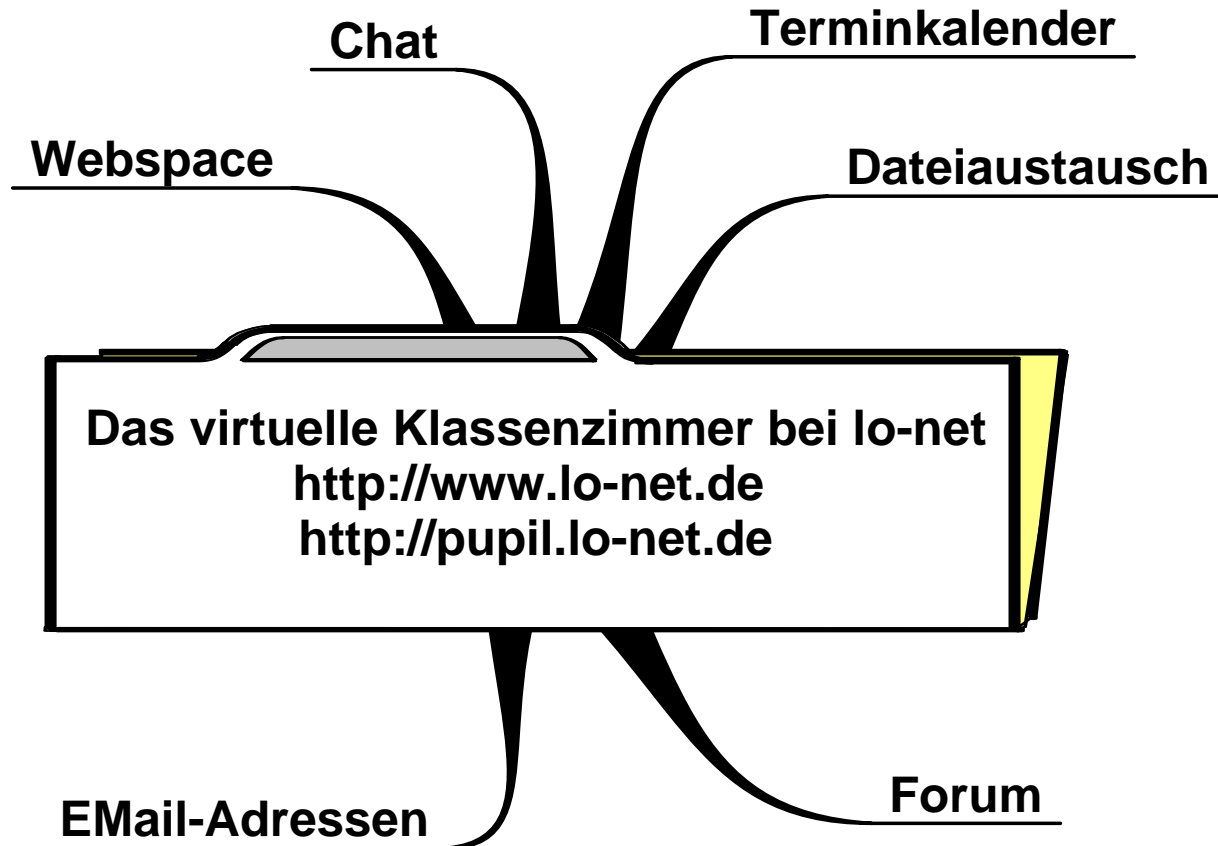 Chat
Terminkalender
Webspace
Dateiaustausch
Das virtuelle Klassenzimmer bei lo-net
http://www.lo-net.de
http://pupil.lo-net.de
EMail-Adressen
Forum